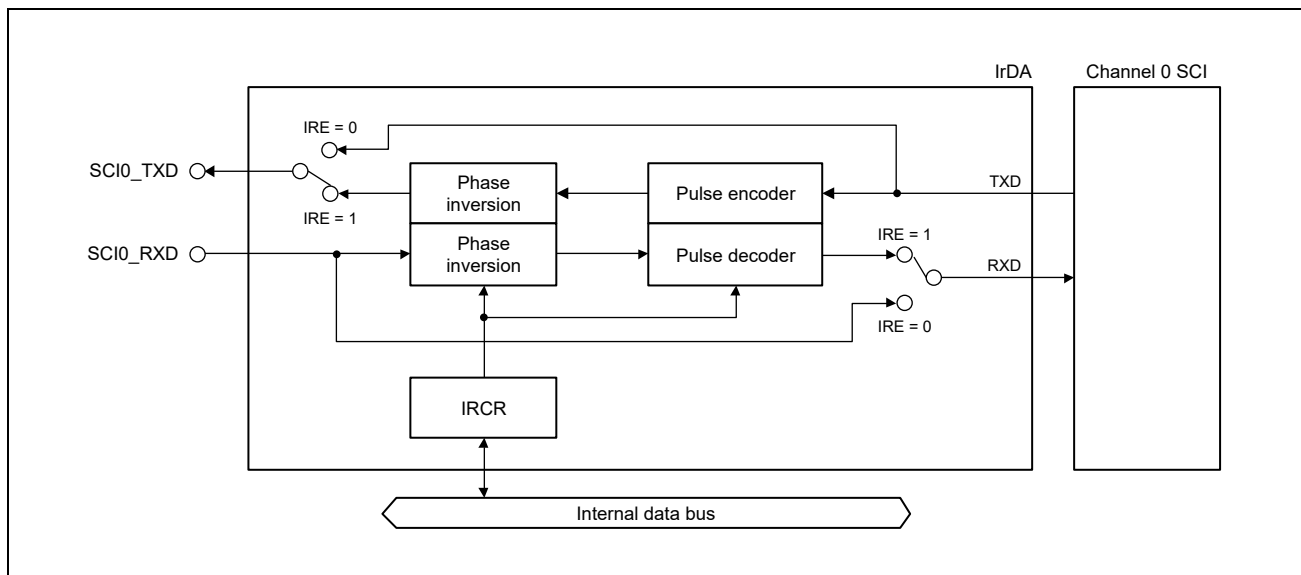 IrDA
Channel 0 SCI
IRE = 0
SCI0_TXD
Phase
inversion
Pulse encoder
TXD
IRE = 1
SCI0_RXD
Phase
inversion
Pulse decoder
IRE = 1
RXD
IRE = 0
IRCR
Internal data bus